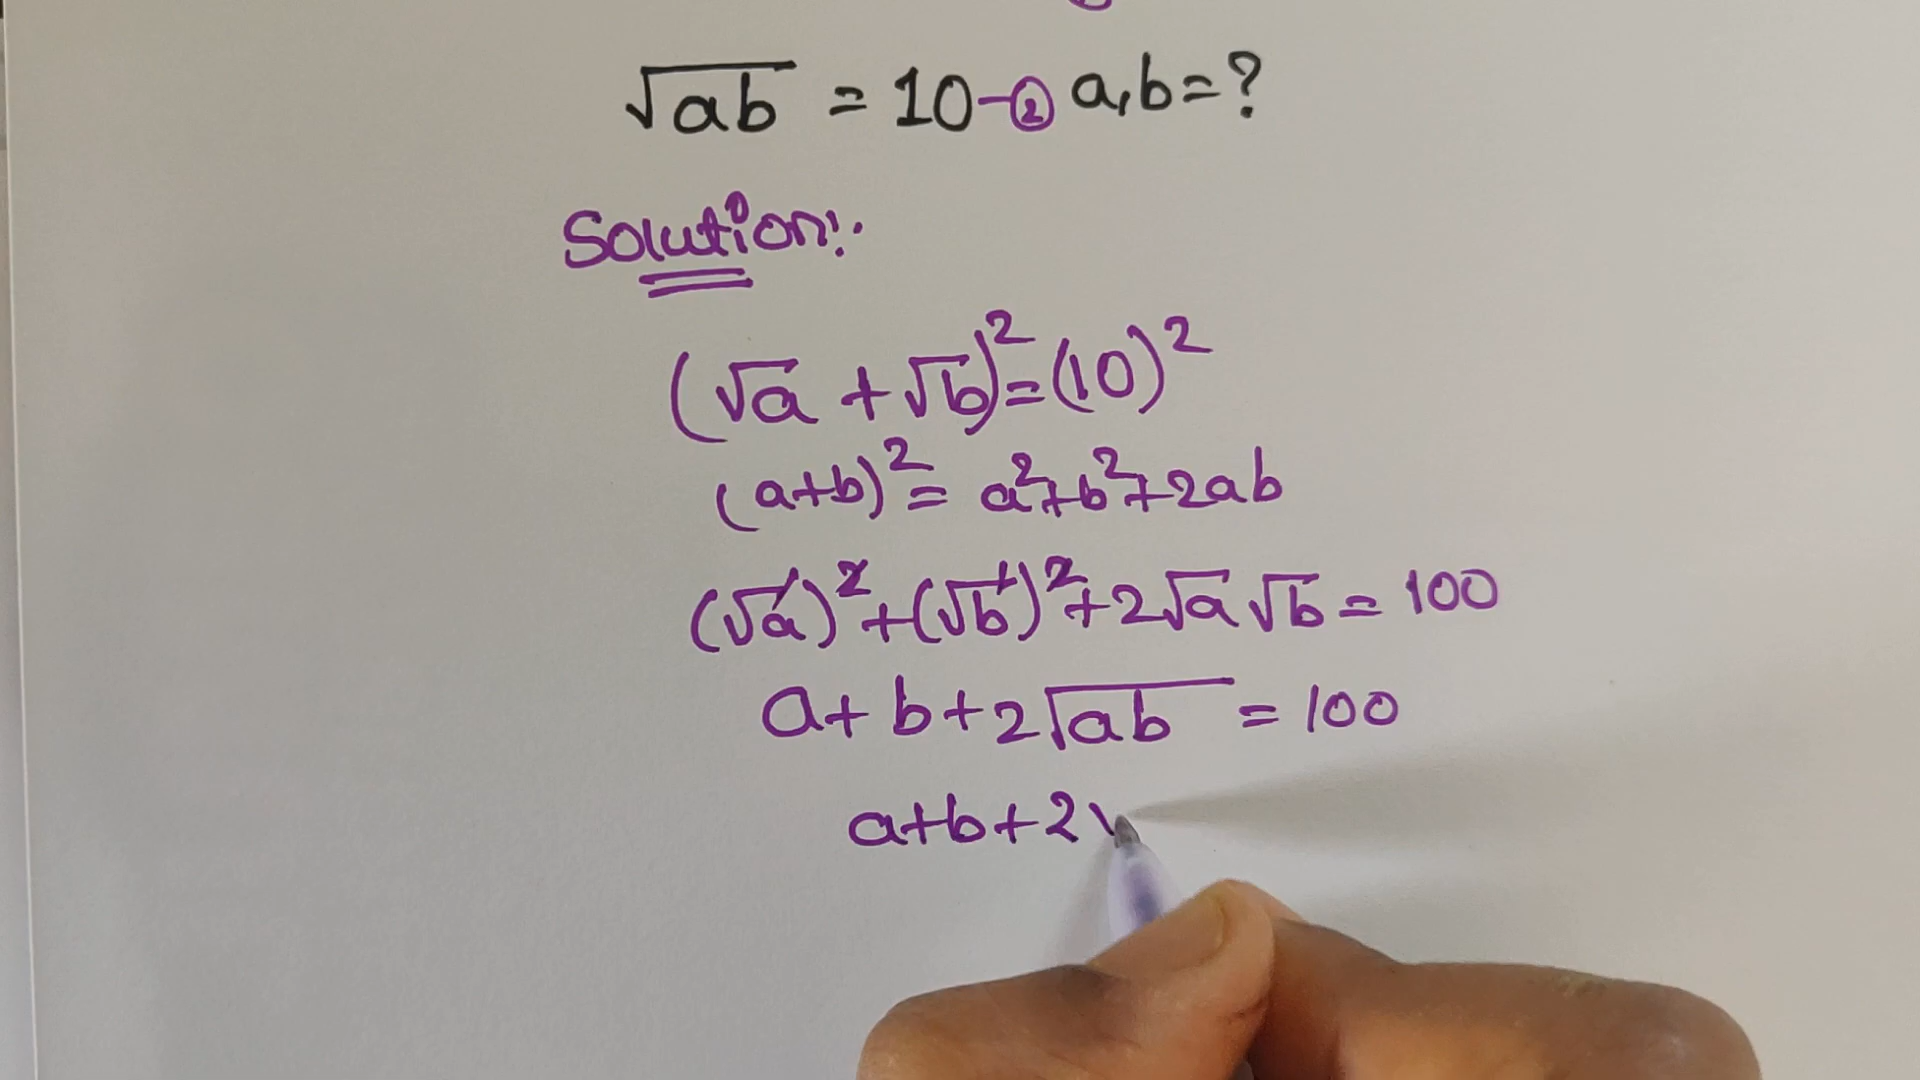 √ab = 10 -② a,b=?
Solution:
(√a + √b)²=(10)²
(a+b)² = a²+b²+2ab
(√a)²+(√b)²+2√a√b = 100
a+b+2√ab = 100
a+b+2